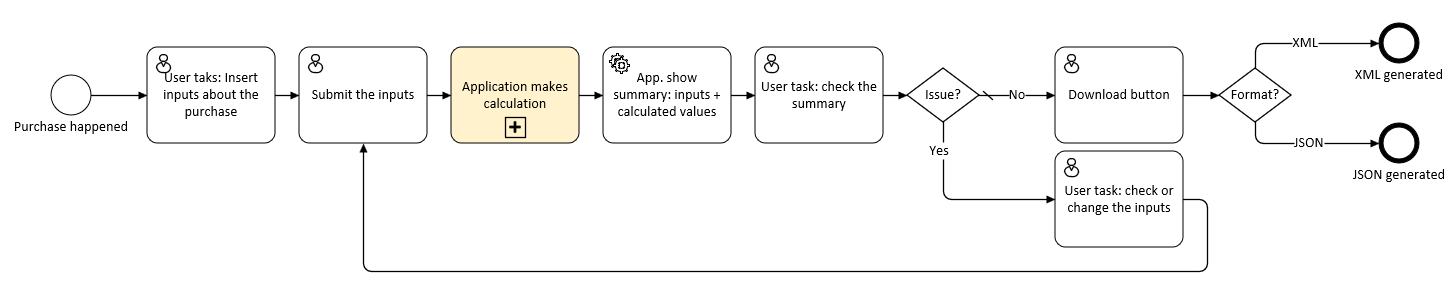 Purchase happened
User taks: Insert
inputs about the
purchase
Submit the inputs
Application makes
calculation
App. show
summary: inputs +
calculated values
User task: check the
summary
Issue?
No
Yes
Download button
User task: check or
change the inputs
Format?
XML
XML generated
JSON
JSON generated